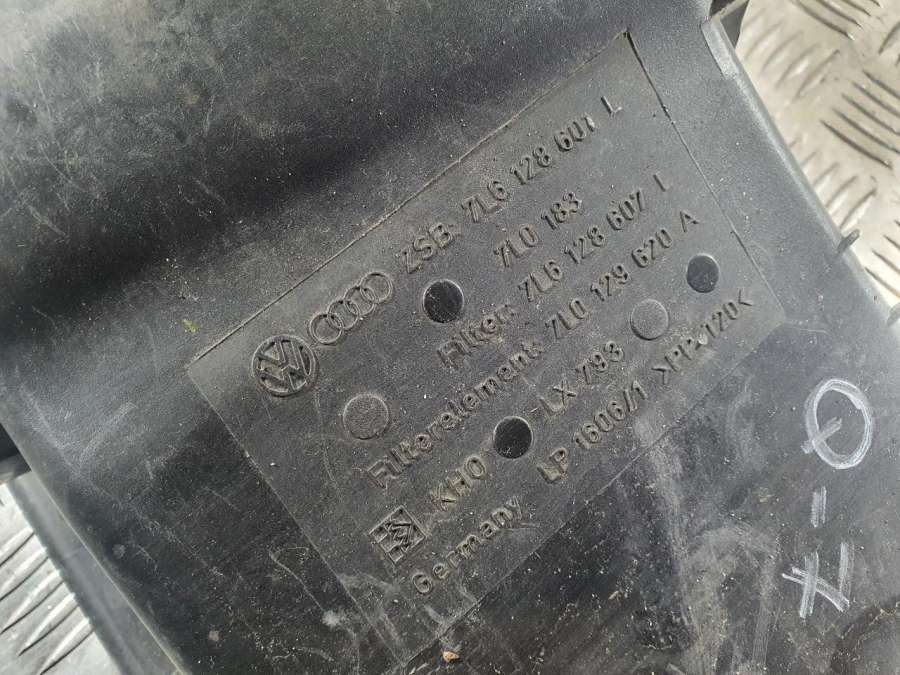 ZSB: 7L6 128 607 L
7L0 183
Filter: 7L6 128 607 L
Filterelement: 7L0 129 620 A
KHO LX 793
Germany LP 1606/1 >PP-T20<